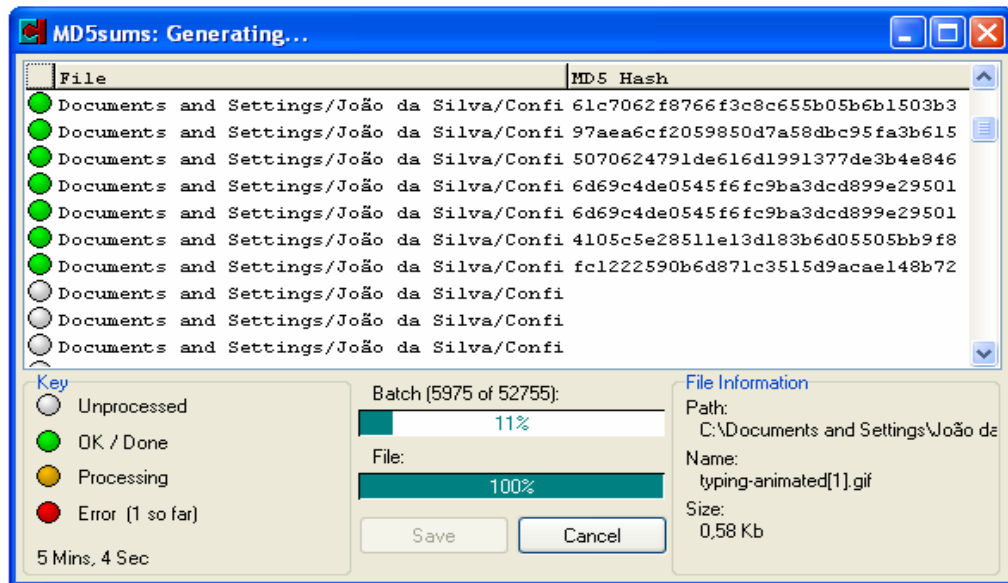 MD5sums: Generating...
File MD5 Hash
Documents and Settings/João da Silva/Confi 61c7062f8766f3c8c655b05b6b1503b3
Documents and Settings/João da Silva/Confi 97aea6cf2059850d7a58dbc95fa3b615
Documents and Settings/João da Silva/Confi 5070624791de616d1991377de3b4e846
Documents and Settings/João da Silva/Confi 6d69c4de0545f6fc9ba3dcd899e29501
Documents and Settings/João da Silva/Confi 6d69c4de0545f6fc9ba3dcd899e29501
Documents and Settings/João da Silva/Confi 4105c5e28511e13d183b6d05505bb9f8
Documents and Settings/João da Silva/Confi fc1222590b6d871c3515d9acae148b72
Documents and Settings/João da Silva/Confi
Documents and Settings/João da Silva/Confi
Documents and Settings/João da Silva/Confi
Key
Unprocessed
OK / Done
Processing
Error (1 so far)
5 Mins, 4 Sec
Batch (5975 of 52755):
11%
File:
100%
Save
Cancel
File Information
Path:
C:\Documents and Settings\João da
Name:
typing-animated[1].gif
Size:
0,58 Kb